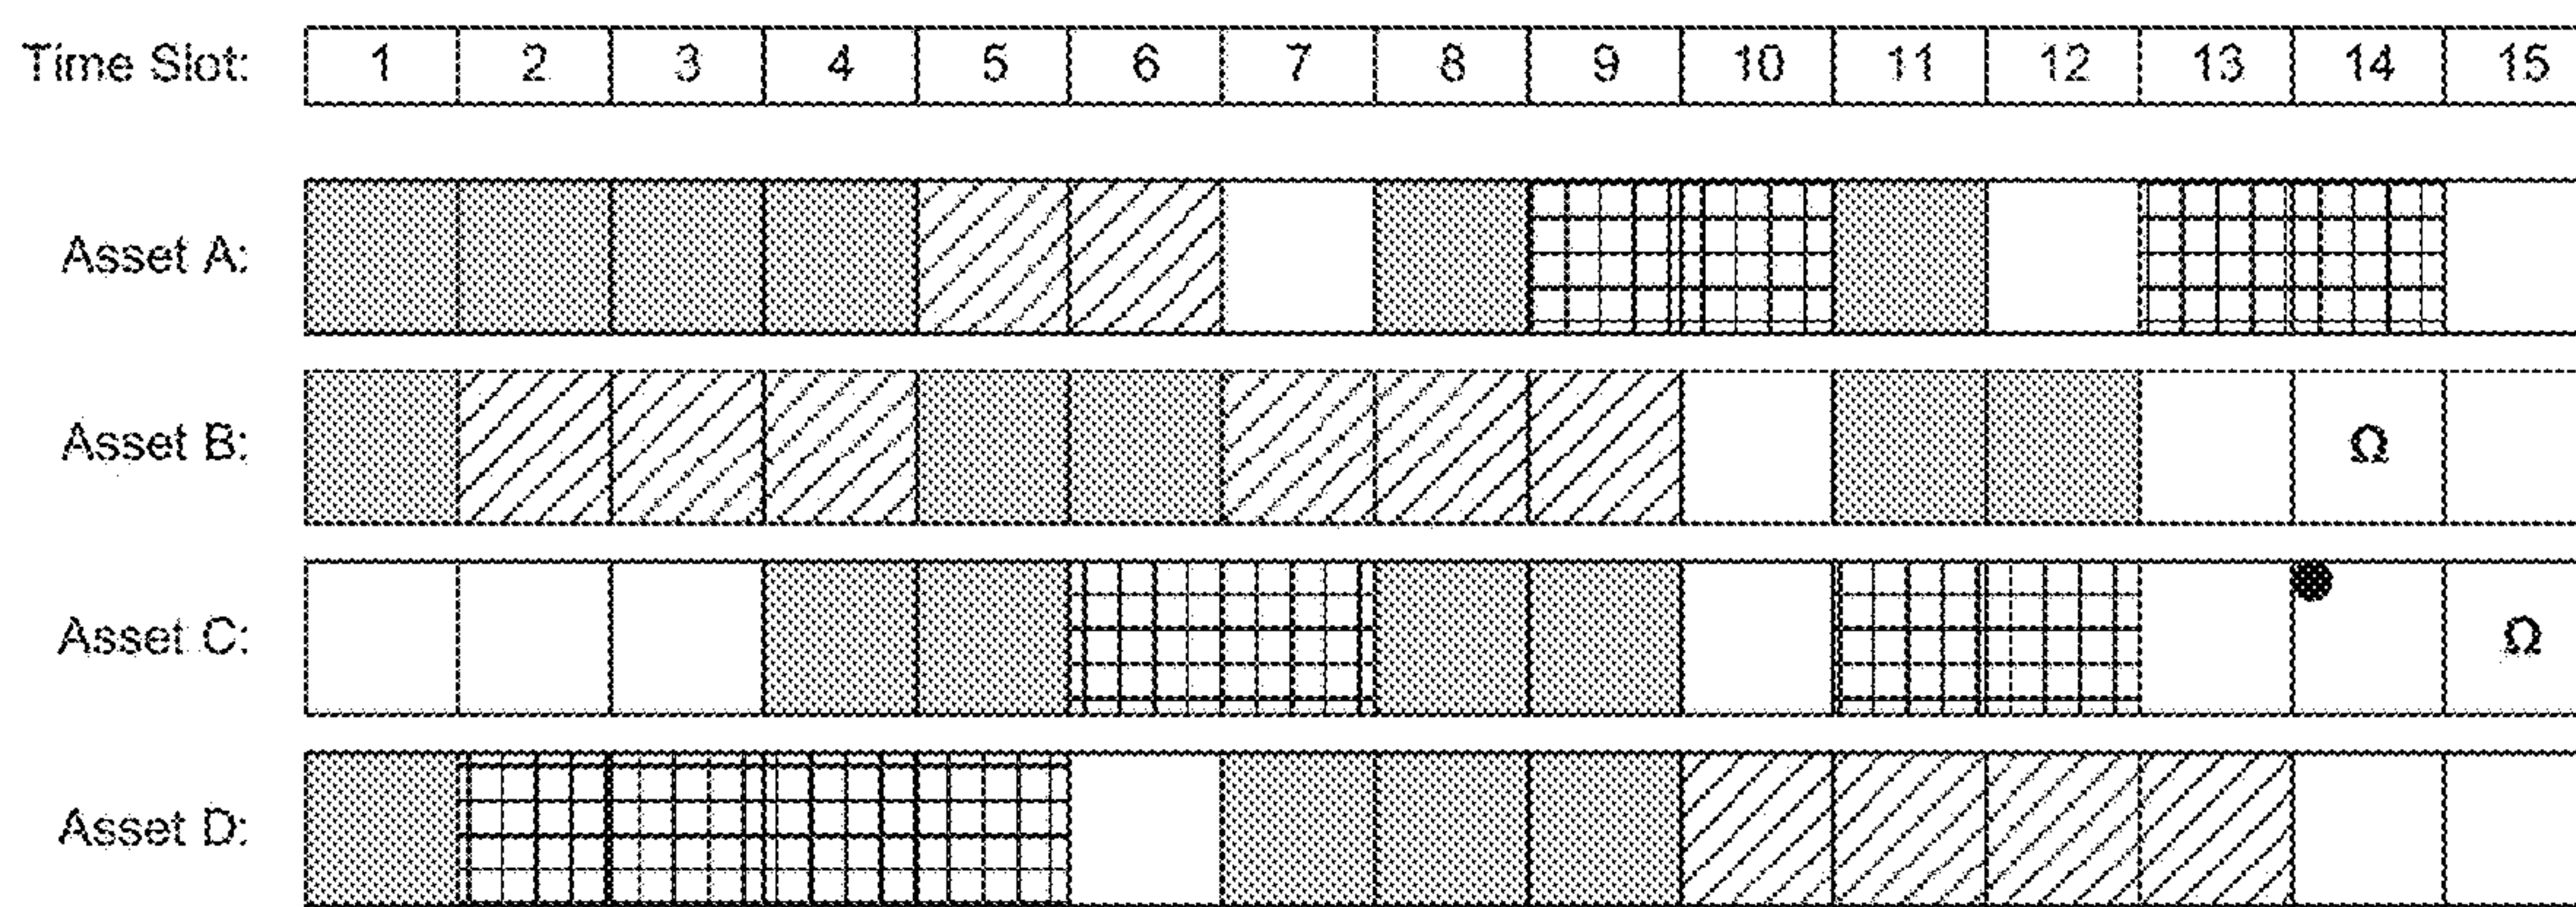 Time Slot: 1 2 3 4 5 6 7 8 9 10 11 12 13 14 15
Asset A:
Asset B: Ω
Asset C: Ω
Asset D: